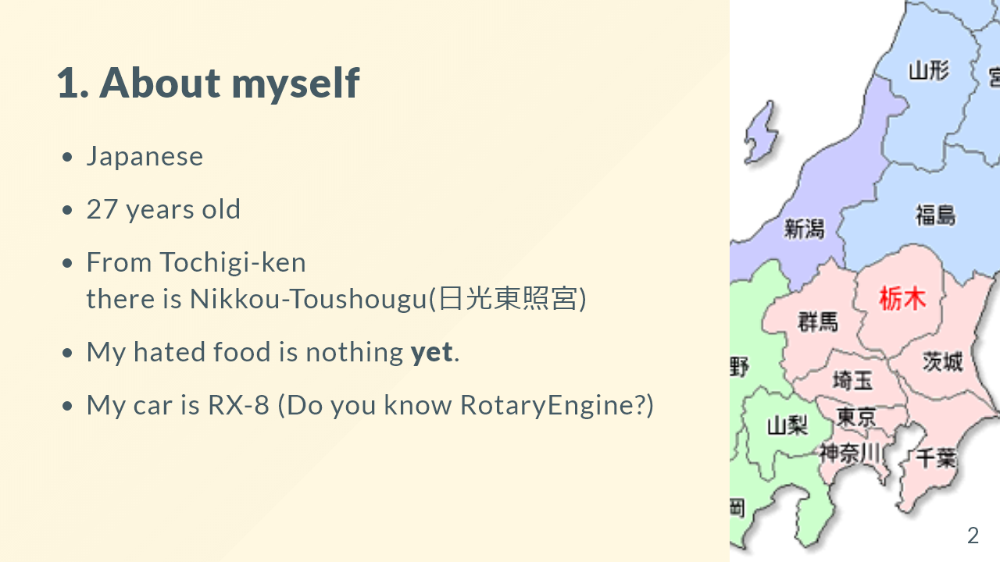 1. About myself
• Japanese
• 27 years old
• From Tochigi-ken
there is Nikkou-Toushougu(日光東照宮)
• My hated food is nothing yet.
• My car is RX-8 (Do you know RotaryEngine?)
山形
宮
新潟
福島
群馬
栃木
野
茨城
埼玉
山梨
東京
神奈川
千葉
岡
2